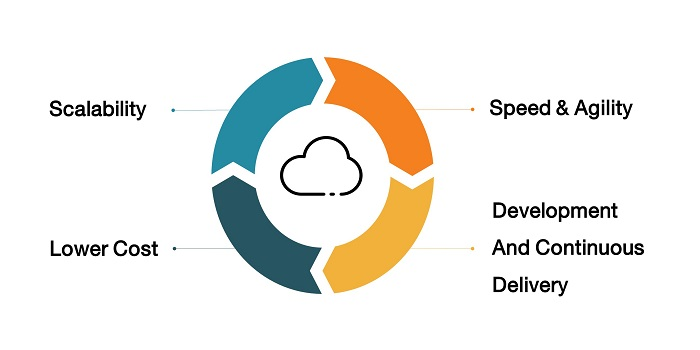 Scalability
Speed & Agility
Lower Cost
Development
And Continuous
Delivery